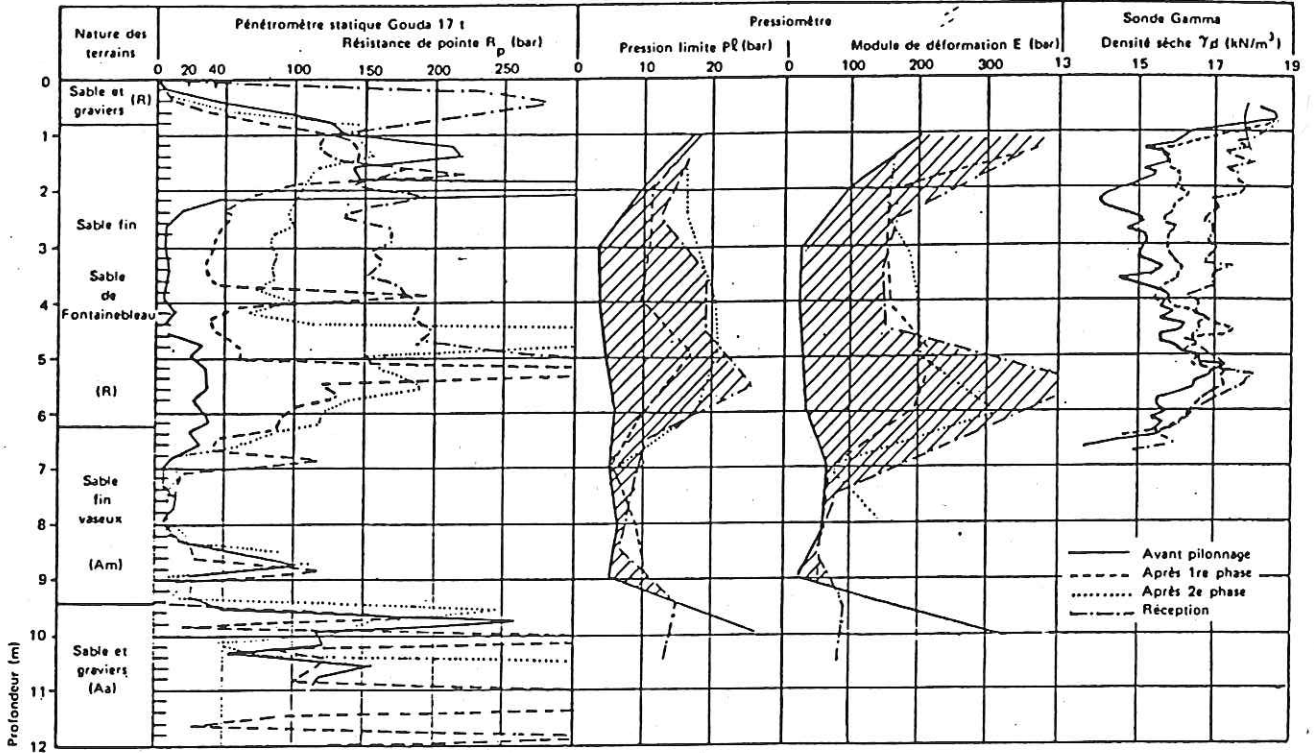 Nature des
terrains
Pénétromètre statique Gouda 17 t
Résistance de pointe Rp (bar)
Pressiomètre
Pression limite Pℓ (bar)
Module de déformation E (bar)
Sonde Gamma
Densité sèche γd (kN/m³)
0 20 50 100 150 200 250 0 10 20 0 100 200 300 13 15 17 19
0
1
2
3
4
5
6
7
8
9
10
11
12
Profondeur (m)
Sable et
graviers (R)
Sable fin
Sable
de
Fontainebleau
(R)
Sable
fin
vaseux
(Am)
Sable et
graviers
(Aa)
Avant pilonnage
Après 1re phase
Après 2e phase
Réception